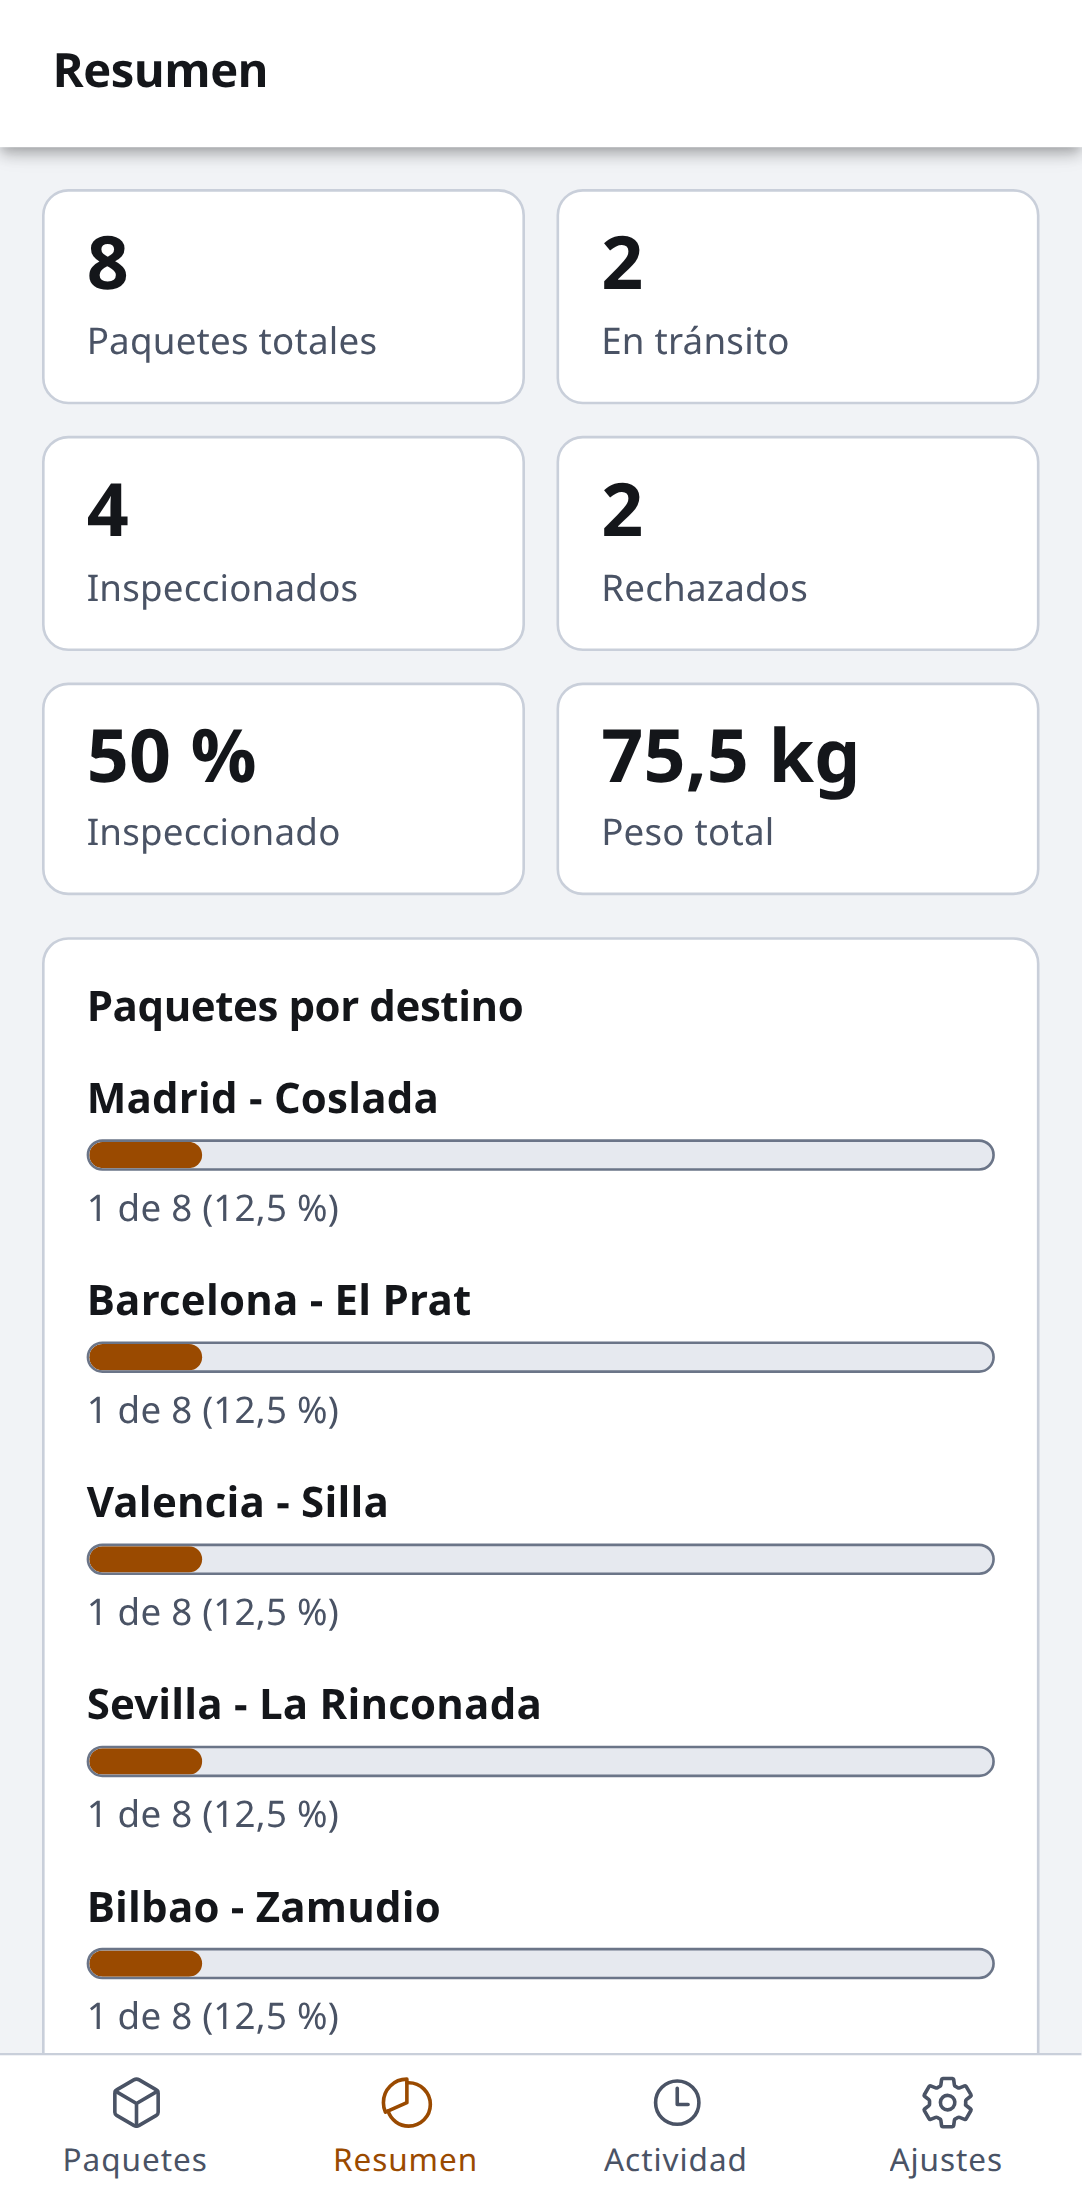 Resumen
8
Paquetes totales
2
En tránsito
4
Inspeccionados
2
Rechazados
50 %
Inspeccionado
75,5 kg
Peso total
Paquetes por destino
Madrid - Coslada
1 de 8 (12,5 %)
Barcelona - El Prat
1 de 8 (12,5 %)
Valencia - Silla
1 de 8 (12,5 %)
Sevilla - La Rinconada
1 de 8 (12,5 %)
Bilbao - Zamudio
1 de 8 (12,5 %)
Paquetes
Resumen
Actividad
Ajustes